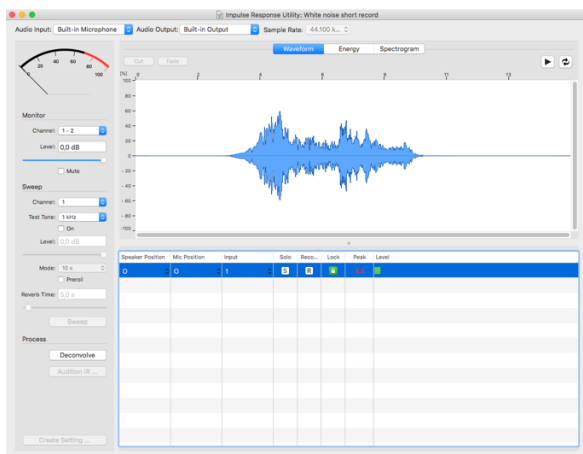 Impulse Response Utility: White noise short record
Audio Input: Built-in Microphone Audio Output: Built-in Output Sample Rate: 44.100 k...
Waveform Energy Spectrogram
Cut Fade
0 20 40 60 80 100
[%] 0 2 4 6 9 11 13
100
80
60
40
20
0
-20
-40
-60
-80
-100
Monitor
Channel: 1 - 2
Level: 0,0 dB
Mute
Sweep
Channel: 1
Test Tone: 1 kHz
On
Level: 0,0 dB
Mode: 10 s
Preroll
Reverb Time: 5,0 s
Sweep
Process
Deconvolve
Audition IR ...
Create Setting ...
Speaker Position Mic Position Input Solo Reco... Lock Peak Level
O O 1 S R